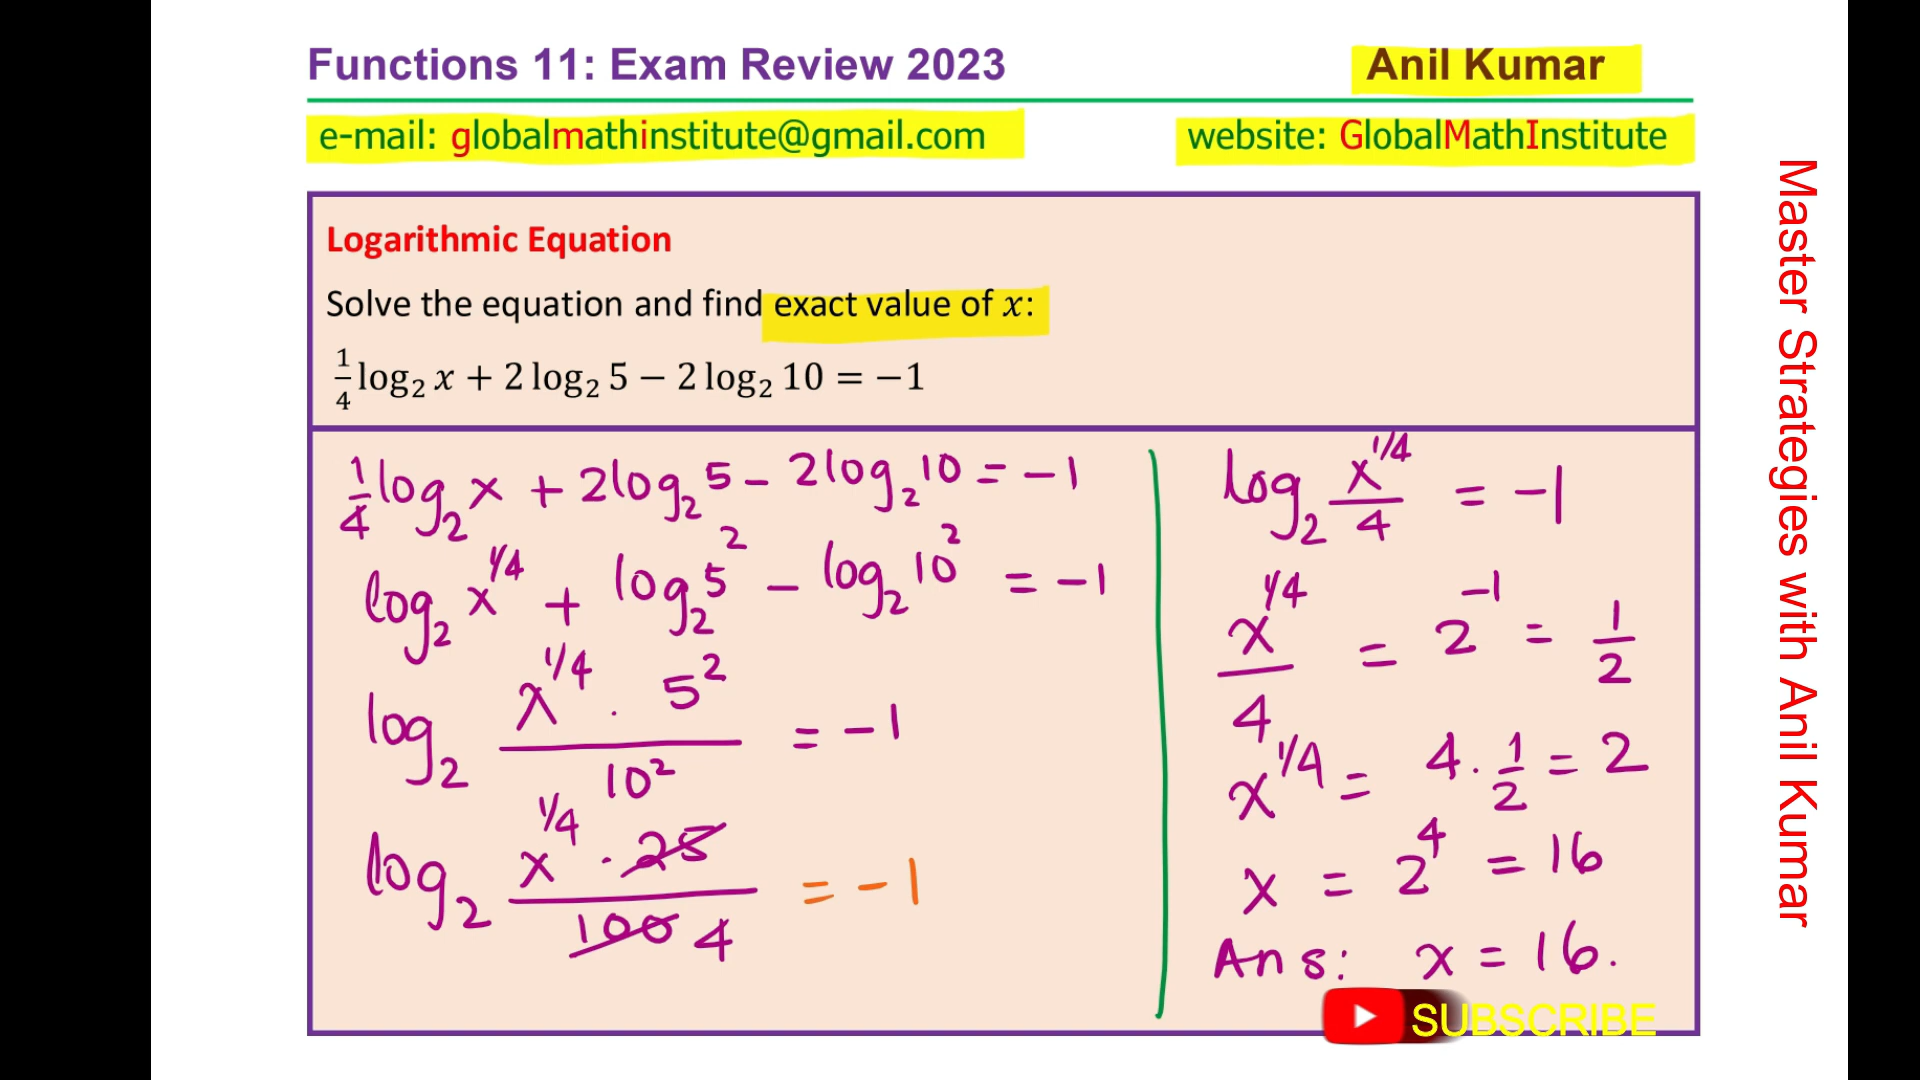 Functions 11: Exam Review 2023 Anil Kumar
e-mail: globalmathinstitute@gmail.com website: GlobalMathInstitute
Logarithmic Equation
Solve the equation and find exact value of x:
1/4 log₂ x + 2 log₂ 5 − 2 log₂ 10 = −1
1/4 log₂ x + 2 log₂ 5 − 2 log₂ 10 = −1
log₂ x^(1/4) + log₂ 5² − log₂ 10² = −1
log₂ (x^(1/4) · 5²)/10² = −1
log₂ (x^(1/4) · 25)/(100 4) = −1
log₂ x^(1/4)/4 = −1
x^(1/4)/4 = 2^(−1) = 1/2
x^(1/4) = 4 · 1/2 = 2
x = 2⁴ = 16
Ans: x = 16.
SUBSCRIBE
Master Strategies with Anil Kumar